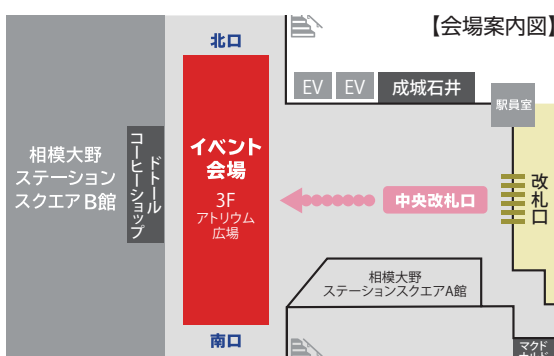 【会場案内図】
北口
EV
EV
成城石井
駅員室
相模大野
ステーション
スクエアB館
ドトール
コーヒーショップ
イベント
会場
3F
アトリウム
広場
中央改札口
改札口
相模大野
ステーションスクエアA館
南口
マクド
ナルド